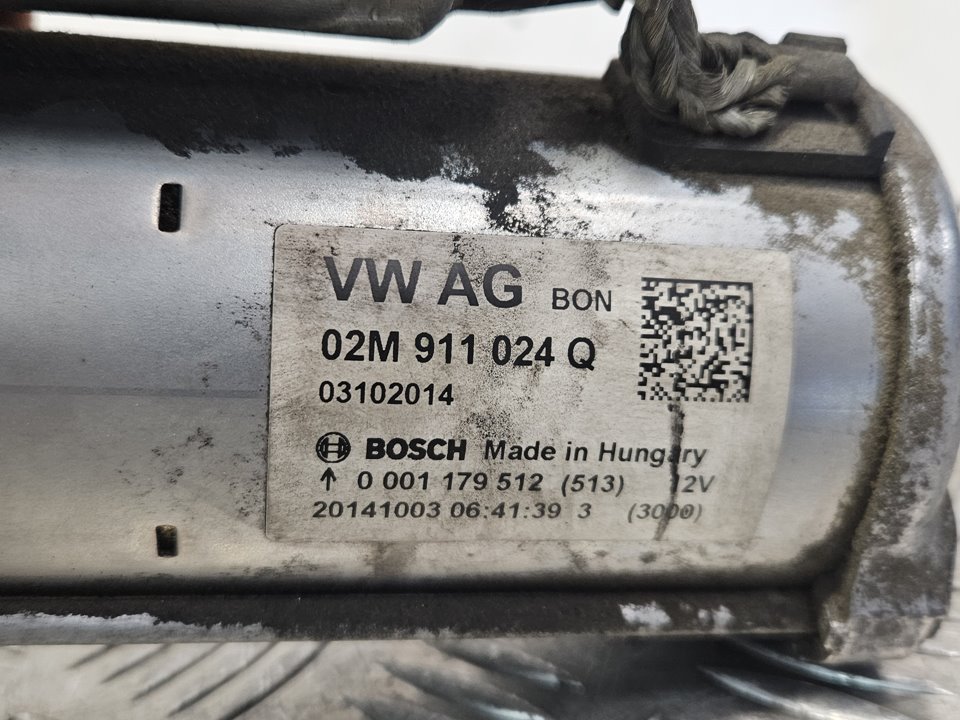 VW AG BON
02M 911 024 Q
03102014
BOSCH Made in Hungary
↑ 0 001 179 512 (513) 12V
20141003 06:41:39 3 (3000)